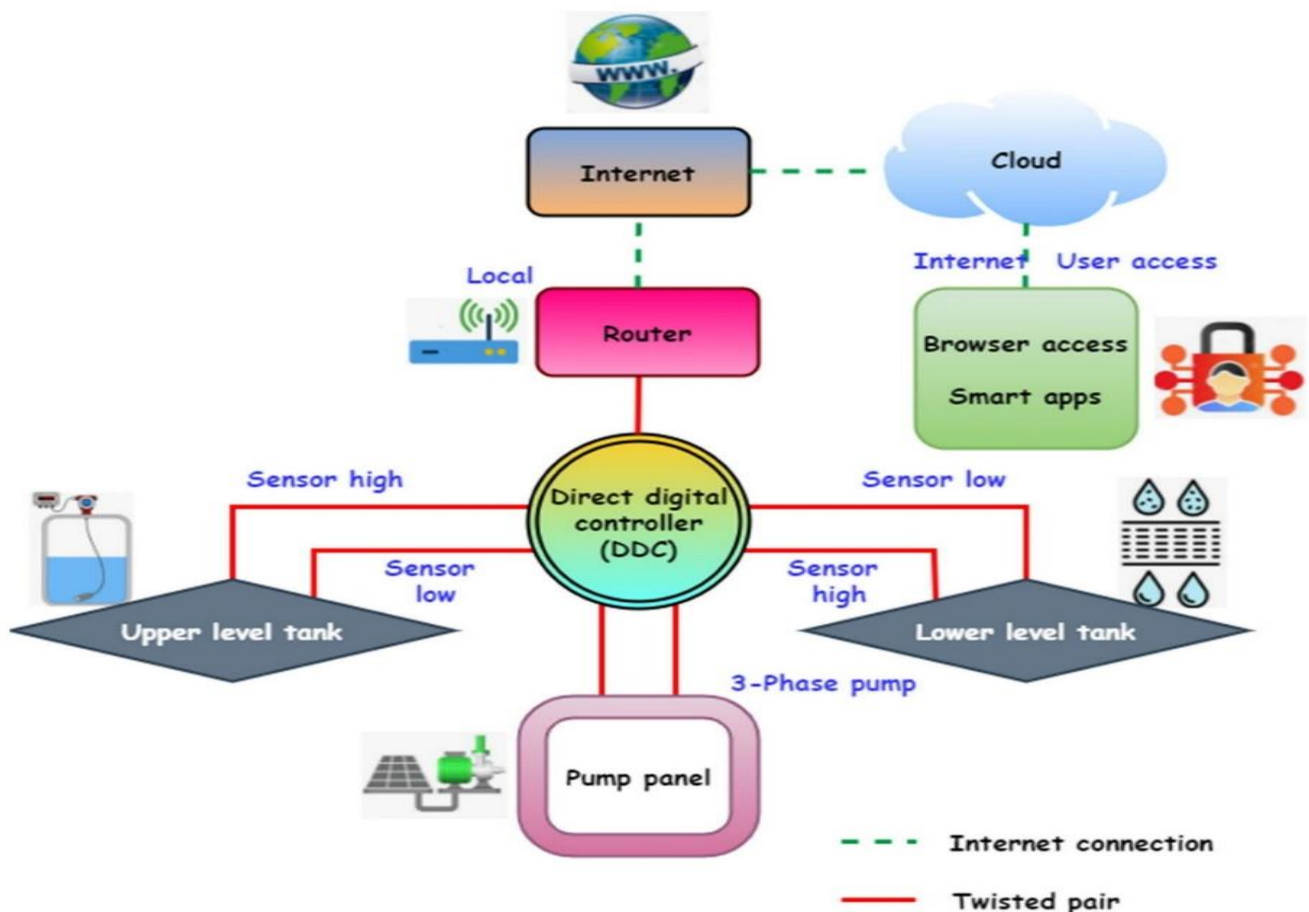 WWW.
Internet
Cloud
Local
Internet User access
Router
Browser access
Smart apps
Sensor high
Sensor low
Direct digital
controller
(DDC)
Sensor
low
Sensor
high
Upper level tank
Lower level tank
3-Phase pump
Pump panel
Internet connection
Twisted pair